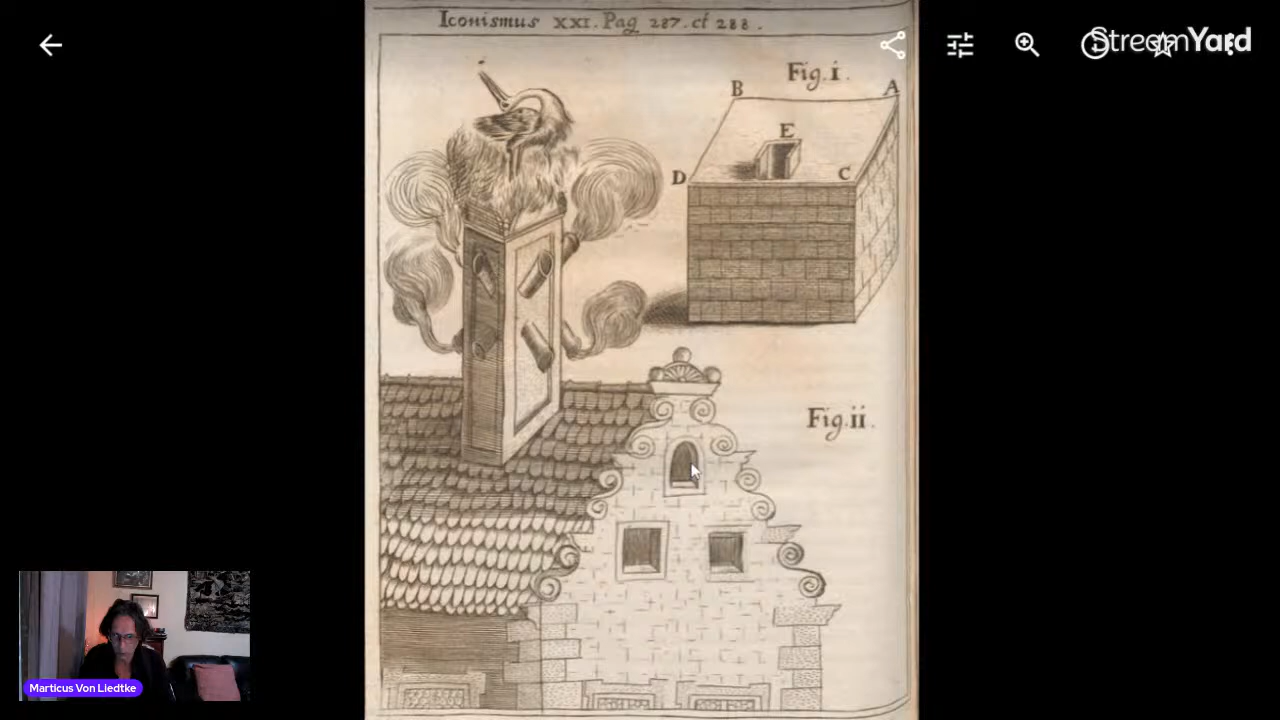 Iconismus XXI. Pag 287. et 288.
StreamYard
Fig. i.
B
A
E
D
C
Fig. ii.
Marticus Von Liedtke